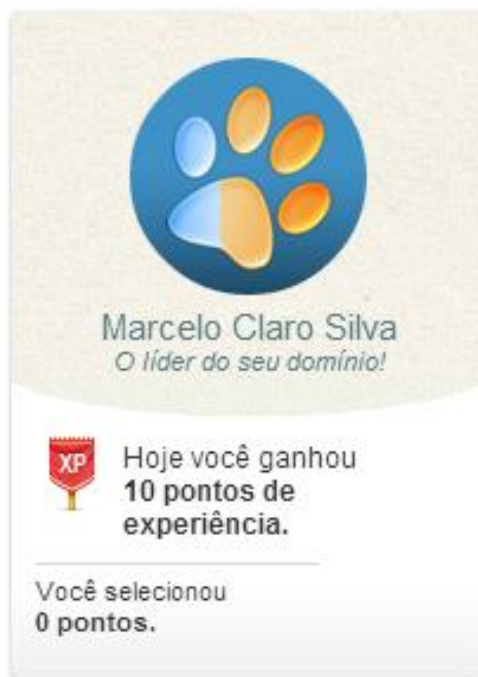 Marcelo Claro Silva
O líder do seu domínio!
XP
Hoje você ganhou
10 pontos de
experiência.
Você selecionou
0 pontos.